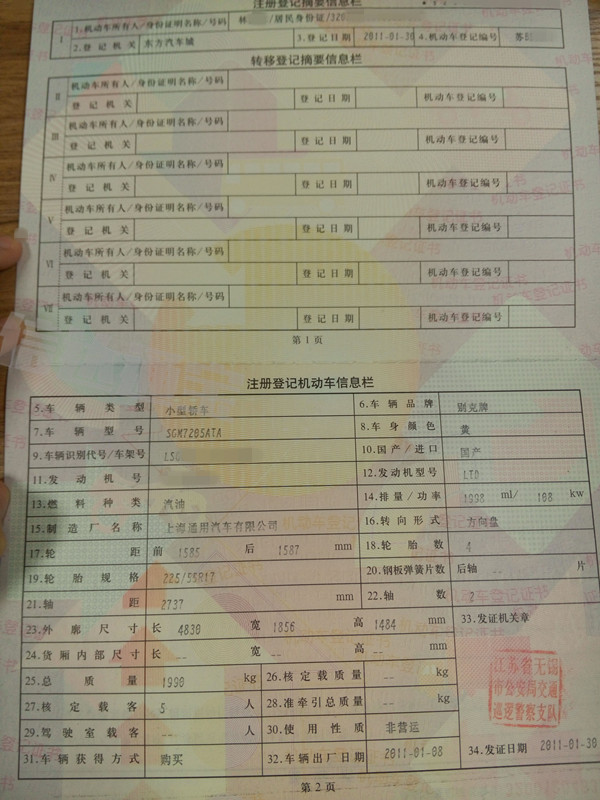 注册登记摘要信息栏
Ⅰ 1.机动车所有人/身份证明名称/号码 林 /居民身份证/320
2.登记机关 东方汽车城 3.登记日期 2011-01-30 4.机动车登记编号 苏B
转移登记摘要信息栏
Ⅱ 机动车所有人/身份证明名称/号码
登记机关 登记日期 机动车登记编号
Ⅲ 机动车所有人/身份证明名称/号码
登记机关 登记日期 机动车登记编号
Ⅳ 机动车所有人/身份证明名称/号码
登记机关 登记日期 机动车登记编号
Ⅴ 机动车所有人/身份证明名称/号码
登记机关 登记日期 机动车登记编号
Ⅵ 机动车所有人/身份证明名称/号码
登记机关 登记日期 机动车登记编号
Ⅶ 机动车所有人/身份证明名称/号码
登记机关 登记日期 机动车登记编号
第1页
注册登记机动车信息栏
5.车辆类型 小型轿车 6.车辆品牌 别克牌
7.车辆型号 SGM7205ATA 8.车身颜色 黄
9.车辆识别代号/车架号 LSG 10.国产/进口 国产
11.发动机号 12.发动机型号 LTD
13.燃料种类 汽油 14.排量/功率 1998 ml/ 108 kw
15.制造厂名称 上海通用汽车有限公司 16.转向形式 方向盘
17.轮距 前 1585 后 1587 mm 18.轮胎数 4
19.轮胎规格 225/55R17 20.钢板弹簧片数 后轴 -- 片
21.轴距 2737 mm 22.轴数 2
23.外廓尺寸 长 4830 宽 1856 高 1484 mm 33.发证机关章
24.货厢内部尺寸 长 -- 宽 -- 高 -- mm
25.总质量 1990 kg 26.核定载质量 -- kg
27.核定载客 5 人 28.准牵引总质量 -- kg
29.驾驶室载客 -- 人 30.使用性质 非营运
31.车辆获得方式 购买 32.车辆出厂日期 2011-01-08 34.发证日期 2011-01-30
江苏省无锡
市公安局交通
巡逻警察支队
第2页